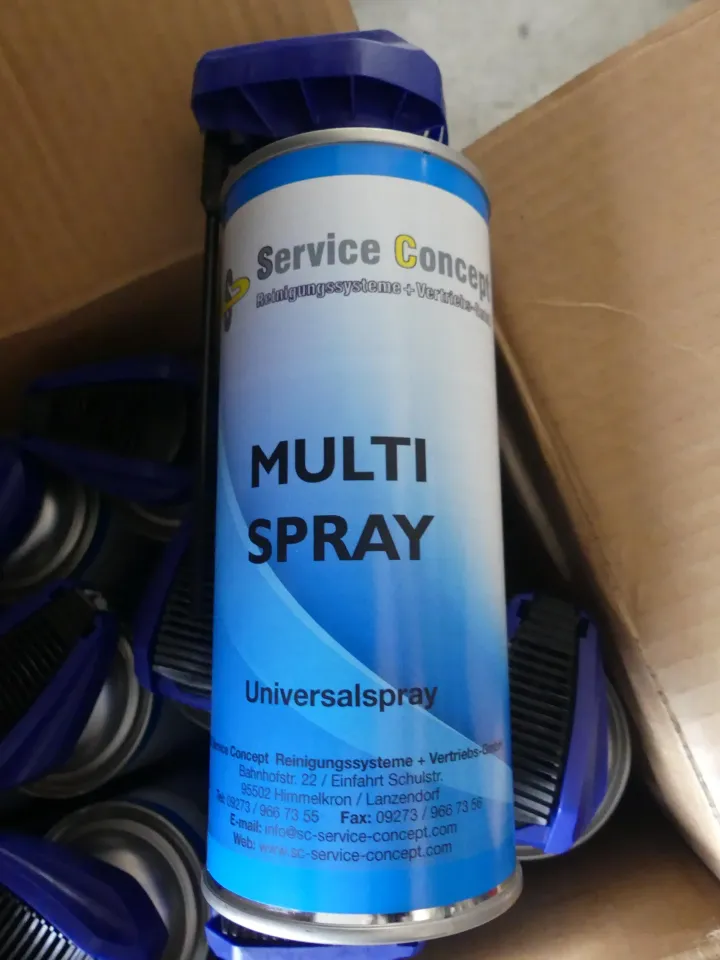 Service Concept
Reinigungssysteme + Vertriebs-
MULTI
SPRAY
Universalspray
Service Concept Reinigungssysteme + Vertriebs-GmbH
Bahnhofstr. 22 / Einfahrt Schulstr.
95502 Himmelkron / Lanzendorf
Tel: 09273 / 966 73 55 Fax: 09273 / 966 73 56
E-mail: info@sc-service-concept.com
Web: www.sc-service-concept.com